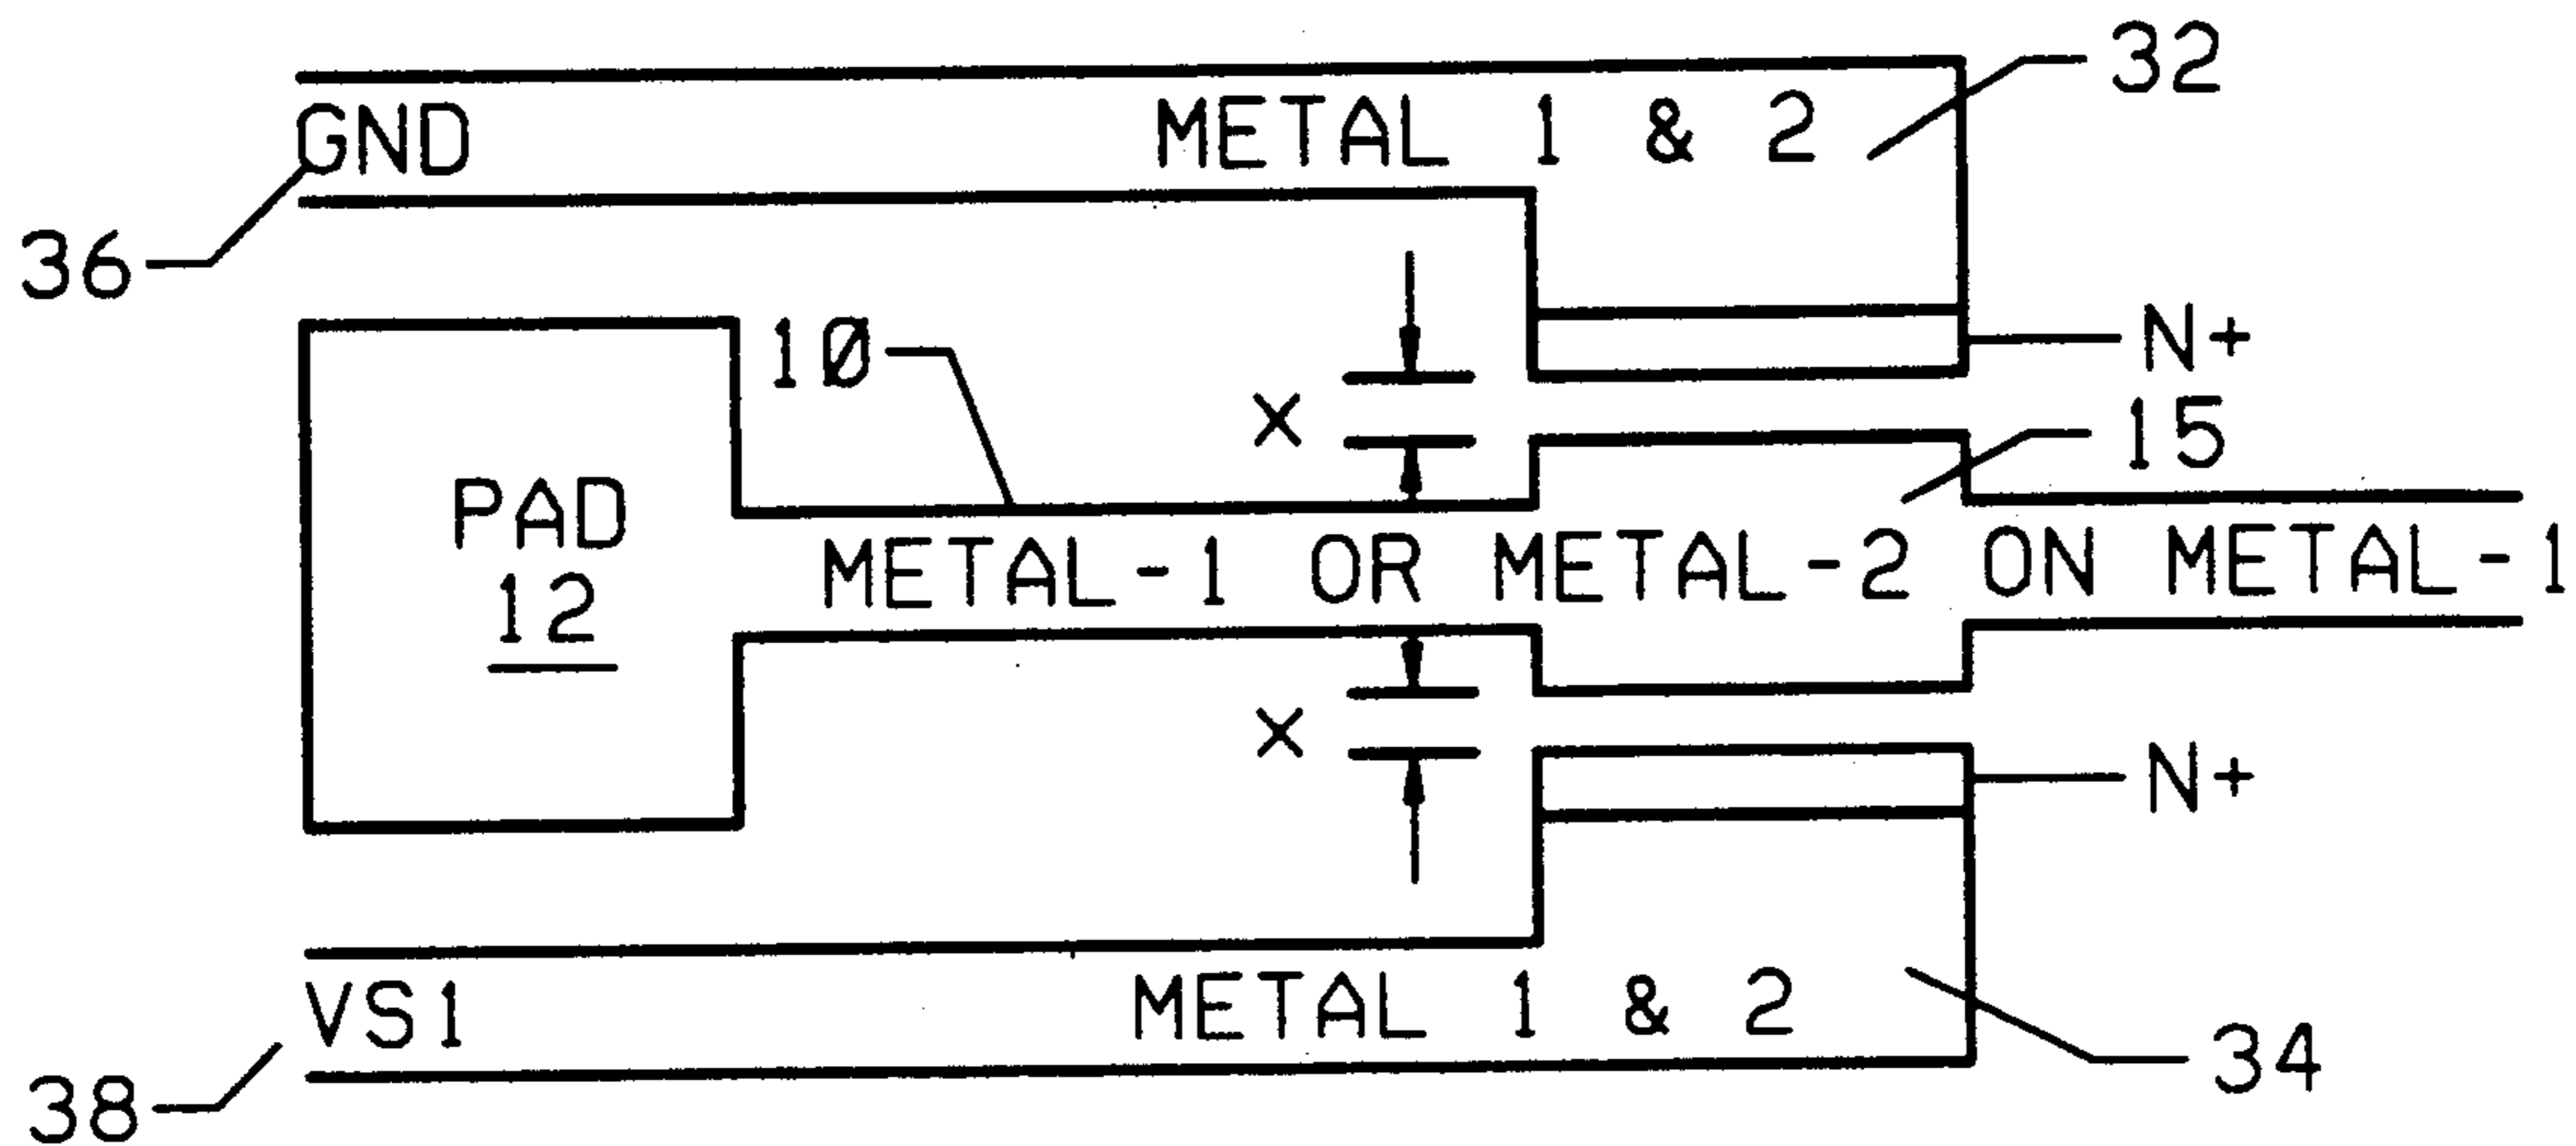 32
GND METAL 1 & 2
36
N+
10
X
15
PAD
12
METAL-1 OR METAL-2 ON METAL-1
X
N+
VS1 METAL 1 & 2
34
38